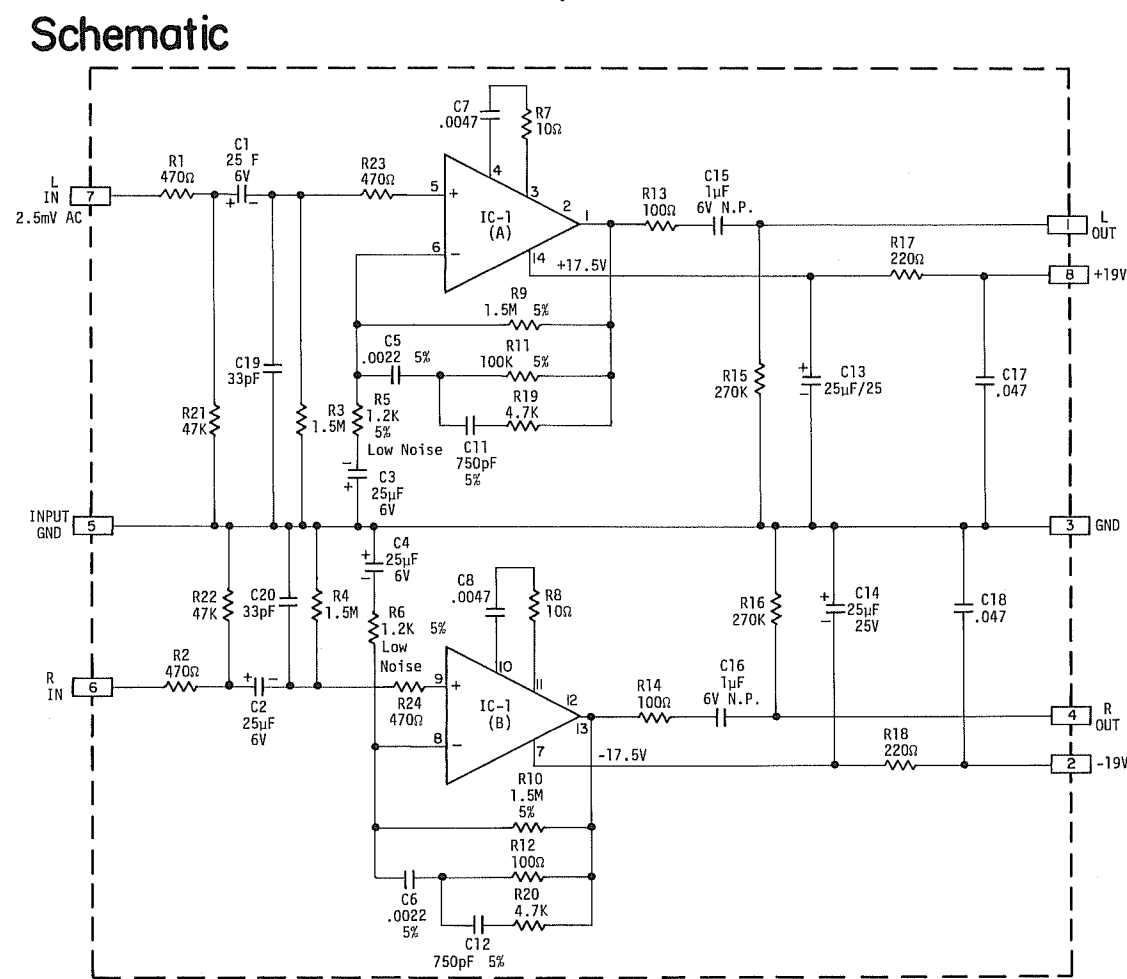 Schematic
C7
.0047
R7
10Ω
4
3
C1
25 F
6V
+ −
R1
470Ω
R23
470Ω
L
IN
7
2.5mV AC
5
+
IC-1
(A)
2
1
6
−
14
+17.5V
R13
100Ω
C15
1µF
6V N.P.
1
L
OUT
R17
220Ω
8
+19V
R9
1.5M 5%
C5
.0022 5%
R11
100K 5%
R19
4.7K
C11
750pF
5%
C19
33pF
R21
47K
R3
1.5M
R5
1.2K
5%
Low Noise
−
+
C3
25µF
6V
R15
270K
+
−
C13
25µF/25
C17
.047
INPUT
GND
5
3
GND
R22
47K
C20
33pF
R4
1.5M
+
−
C4
25µF
6V
R6
1.2K 5%
Low
Noise
C8
.0047
R8
10Ω
10
11
R
IN
6
R2
470Ω
+ −
C2
25µF
6V
R24
470Ω
9
+
IC-1
(B)
12
13
8
−
7
-17.5V
R14
100Ω
C16
1µF
6V N.P.
R16
270K
+
−
C14
25µF
25V
C18
.047
4
R
OUT
R18
220Ω
2
-19V
R10
1.5M
5%
R12
100Ω
R20
4.7K
C6
.0022
5%
C12
750pF 5%